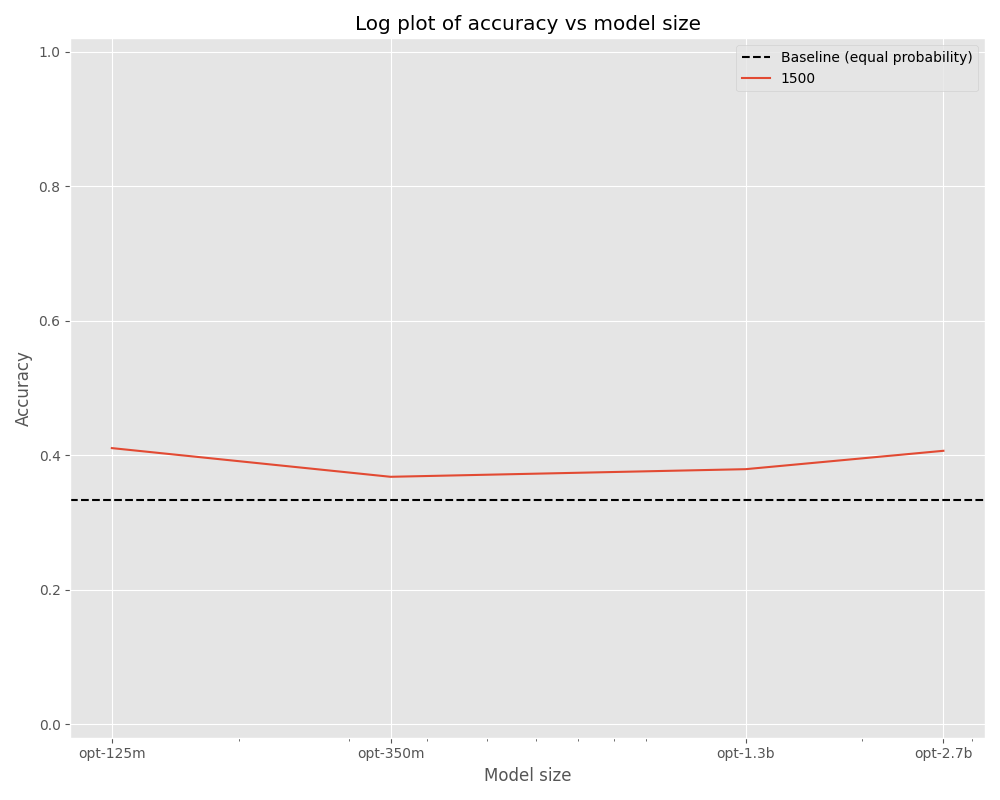 Log plot of accuracy vs model size
Baseline (equal probability)
1500
1.0
0.8
0.6
0.4
0.2
0.0
Accuracy
opt-125m opt-350m opt-1.3b opt-2.7b
Model size